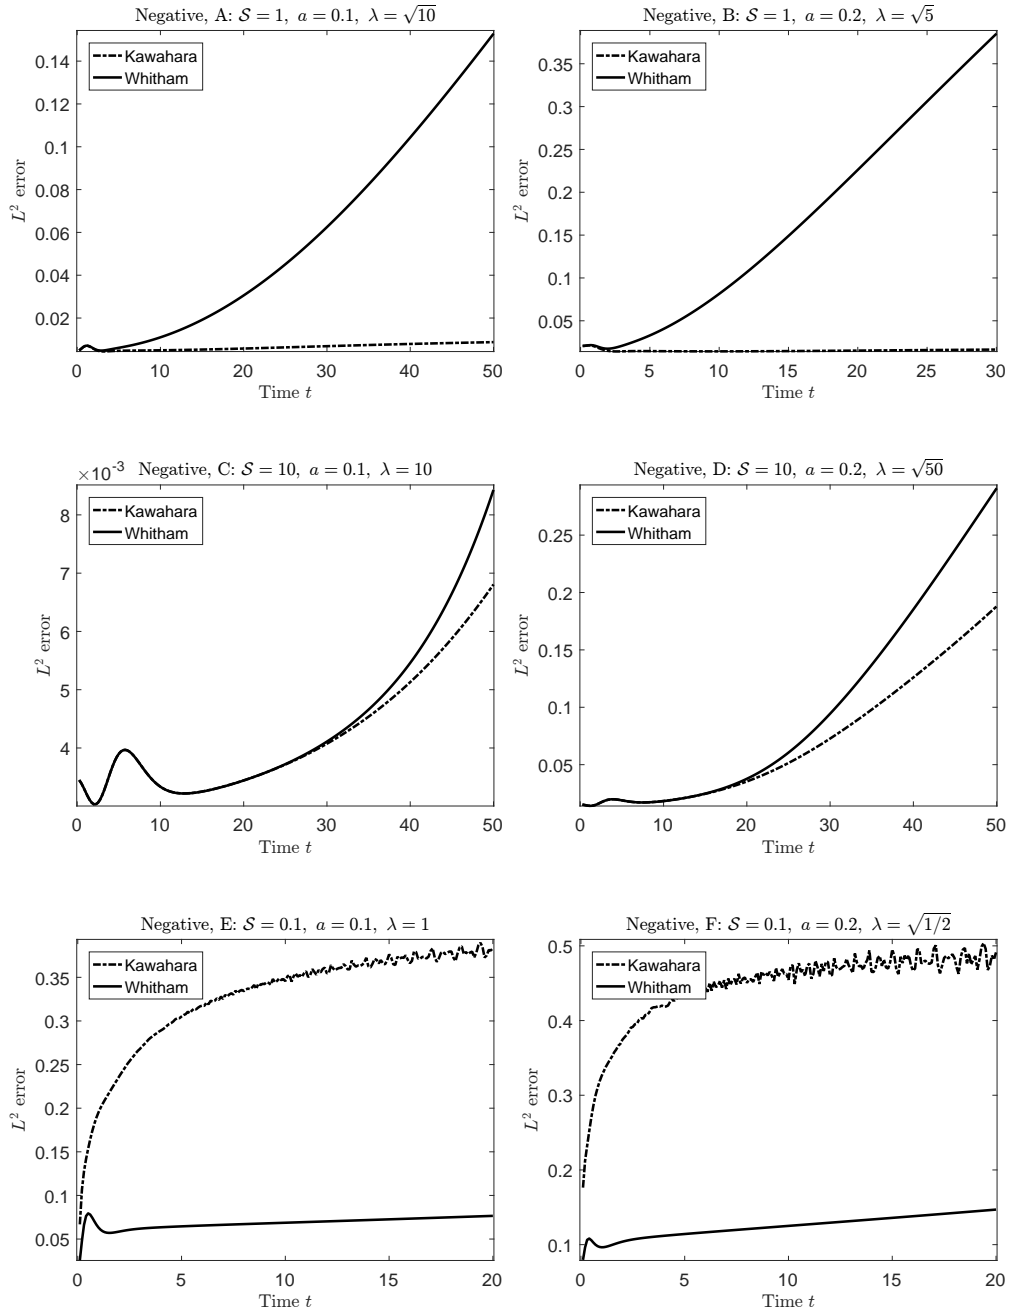 Negative, A: S = 1, a = 0.1, λ = √10
Kawahara
Whitham
0.14
0.12
0.1
0.08
0.06
0.04
0.02
L² error
0 10 20 30 40 50
Time t
Negative, B: S = 1, a = 0.2, λ = √5
Kawahara
Whitham
0.35
0.3
0.25
0.2
0.15
0.1
0.05
L² error
0 5 10 15 20 25 30
Time t
×10⁻³ Negative, C: S = 10, a = 0.1, λ = 10
Kawahara
Whitham
8
7
6
5
4
L² error
0 10 20 30 40 50
Time t
Negative, D: S = 10, a = 0.2, λ = √50
Kawahara
Whitham
0.25
0.2
0.15
0.1
0.05
L² error
0 10 20 30 40 50
Time t
Negative, E: S = 0.1, a = 0.1, λ = 1
Kawahara
Whitham
0.35
0.3
0.25
0.2
0.15
0.1
0.05
L² error
0 5 10 15 20
Time t
Negative, F: S = 0.1, a = 0.2, λ = √1/2
Kawahara
Whitham
0.5
0.4
0.3
0.2
0.1
L² error
0 5 10 15 20
Time t